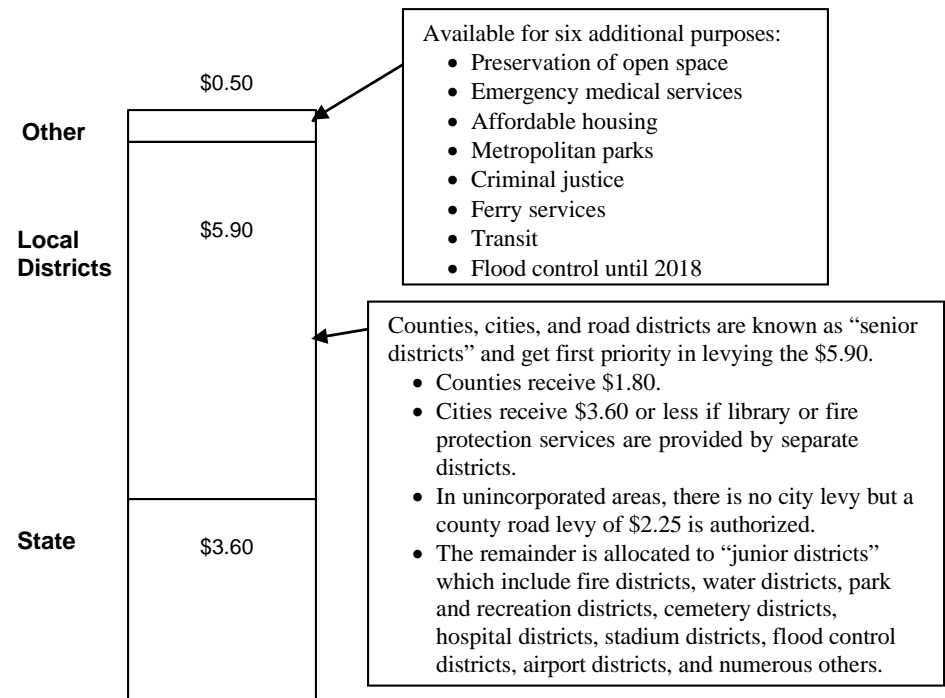 Available for six additional purposes:
• Preservation of open space
• Emergency medical services
• Affordable housing
• Metropolitan parks
• Criminal justice
• Ferry services
• Transit
• Flood control until 2018
$0.50
Other
$5.90
Local
Districts
Counties, cities, and road districts are known as “senior
districts” and get first priority in levying the $5.90.
• Counties receive $1.80.
• Cities receive $3.60 or less if library or fire
protection services are provided by separate
districts.
• In unincorporated areas, there is no city levy but a
county road levy of $2.25 is authorized.
• The remainder is allocated to “junior districts”
which include fire districts, water districts, park
and recreation districts, cemetery districts,
hospital districts, stadium districts, flood control
districts, airport districts, and numerous others.
State
$3.60